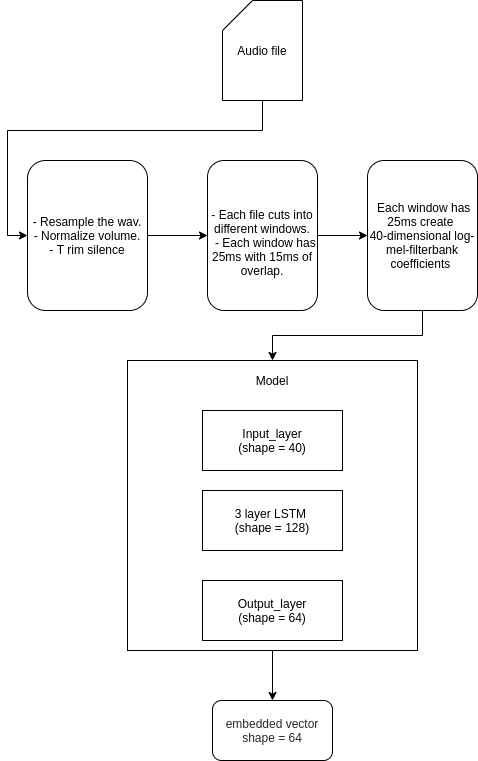 Audio file
- Resample the wav.
- Normalize volume.
- T rim silence
- Each file cuts into
different windows.
- Each window has
25ms with 15ms of
overlap.
Each window has
25ms create
40-dimensional log-
mel-filterbank
coefficients
Model
Input_layer
(shape = 40)
3 layer LSTM
(shape = 128)
Output_layer
(shape = 64)
embedded vector
shape = 64